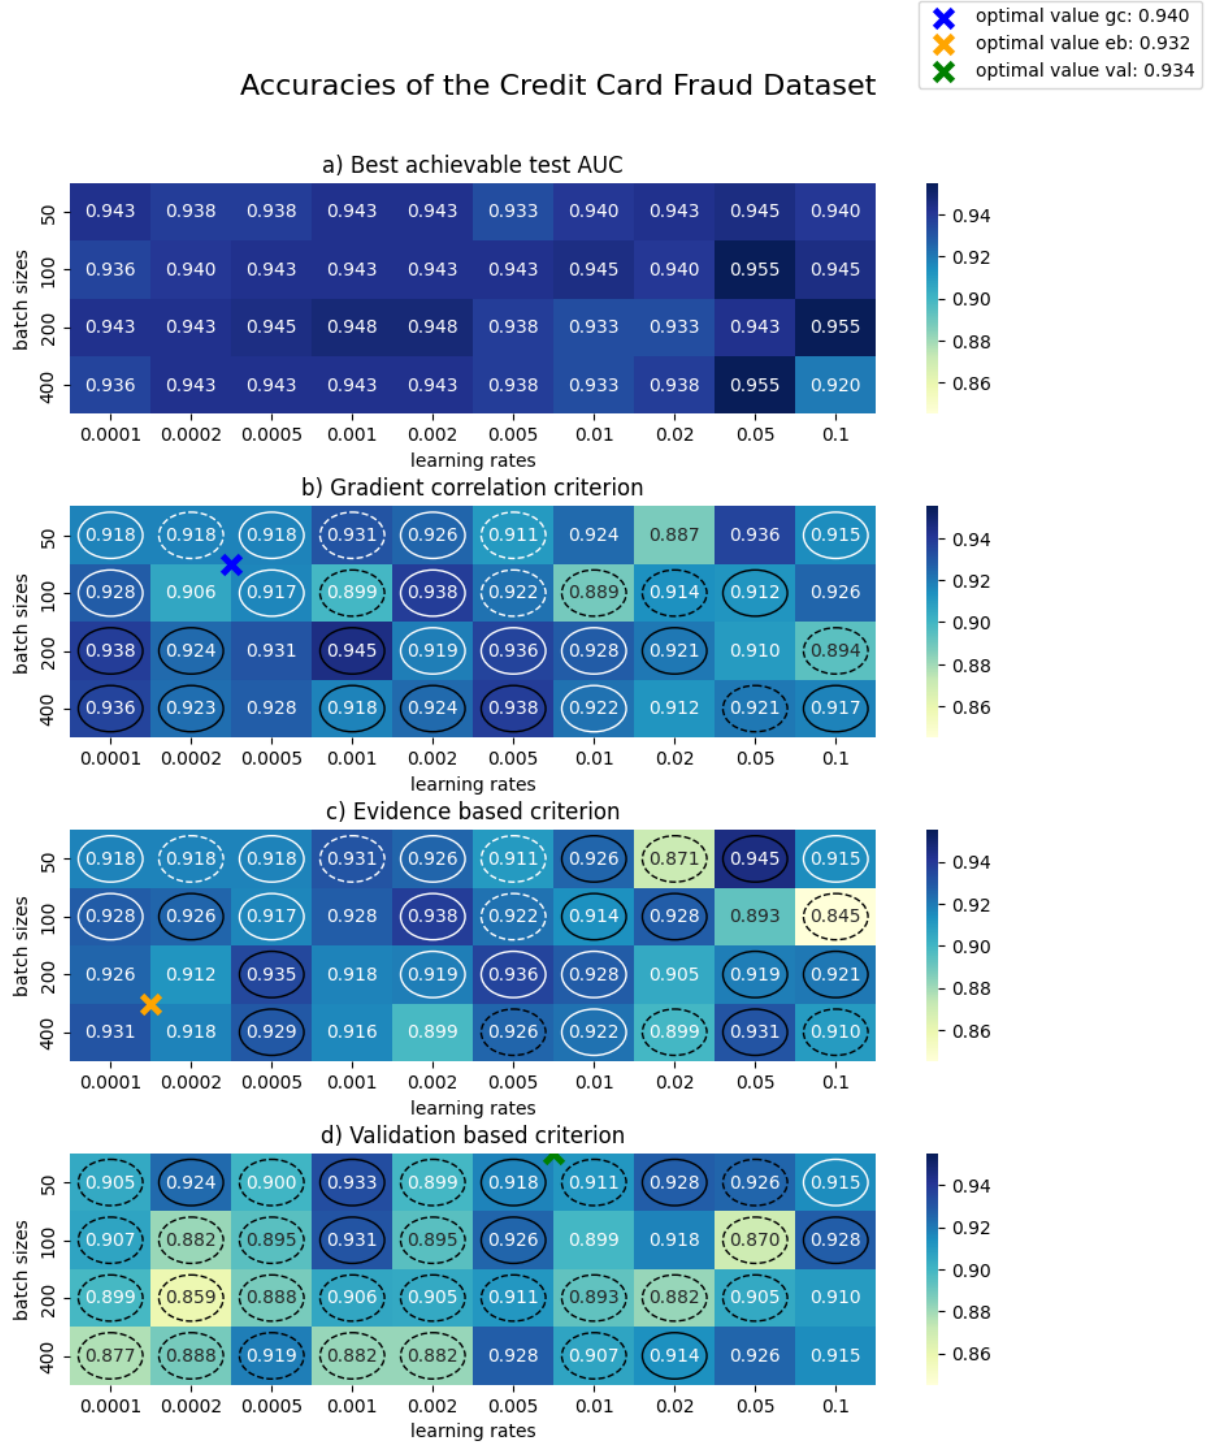 optimal value gc: 0.940
optimal value eb: 0.932
optimal value val: 0.934
Accuracies of the Credit Card Fraud Dataset
a) Best achievable test AUC
batch sizes
50 0.943 0.938 0.938 0.943 0.943 0.933 0.940 0.943 0.945 0.940
100 0.936 0.940 0.943 0.943 0.943 0.943 0.945 0.940 0.955 0.945
200 0.943 0.943 0.945 0.948 0.948 0.938 0.933 0.933 0.943 0.955
400 0.936 0.943 0.943 0.943 0.943 0.938 0.933 0.938 0.955 0.920
0.0001 0.0002 0.0005 0.001 0.002 0.005 0.01 0.02 0.05 0.1
learning rates
0.94
0.92
0.90
0.88
0.86
b) Gradient correlation criterion
batch sizes
50 0.918 0.918 0.918 0.931 0.926 0.911 0.924 0.887 0.936 0.915
100 0.928 0.906 0.917 0.899 0.938 0.922 0.889 0.914 0.912 0.926
200 0.938 0.924 0.931 0.945 0.919 0.936 0.928 0.921 0.910 0.894
400 0.936 0.923 0.928 0.918 0.924 0.938 0.922 0.912 0.921 0.917
0.0001 0.0002 0.0005 0.001 0.002 0.005 0.01 0.02 0.05 0.1
learning rates
0.94
0.92
0.90
0.88
0.86
c) Evidence based criterion
batch sizes
50 0.918 0.918 0.918 0.931 0.926 0.911 0.926 0.871 0.945 0.915
100 0.928 0.926 0.917 0.928 0.938 0.922 0.914 0.928 0.893 0.845
200 0.926 0.912 0.935 0.918 0.919 0.936 0.928 0.905 0.919 0.921
400 0.931 0.918 0.929 0.916 0.899 0.926 0.922 0.899 0.931 0.910
0.0001 0.0002 0.0005 0.001 0.002 0.005 0.01 0.02 0.05 0.1
learning rates
0.94
0.92
0.90
0.88
0.86
d) Validation based criterion
batch sizes
50 0.905 0.924 0.900 0.933 0.899 0.918 0.911 0.928 0.926 0.915
100 0.907 0.882 0.895 0.931 0.895 0.926 0.899 0.918 0.870 0.928
200 0.899 0.859 0.888 0.906 0.905 0.911 0.893 0.882 0.905 0.910
400 0.877 0.888 0.919 0.882 0.882 0.928 0.907 0.914 0.926 0.915
0.0001 0.0002 0.0005 0.001 0.002 0.005 0.01 0.02 0.05 0.1
learning rates
0.94
0.92
0.90
0.88
0.86